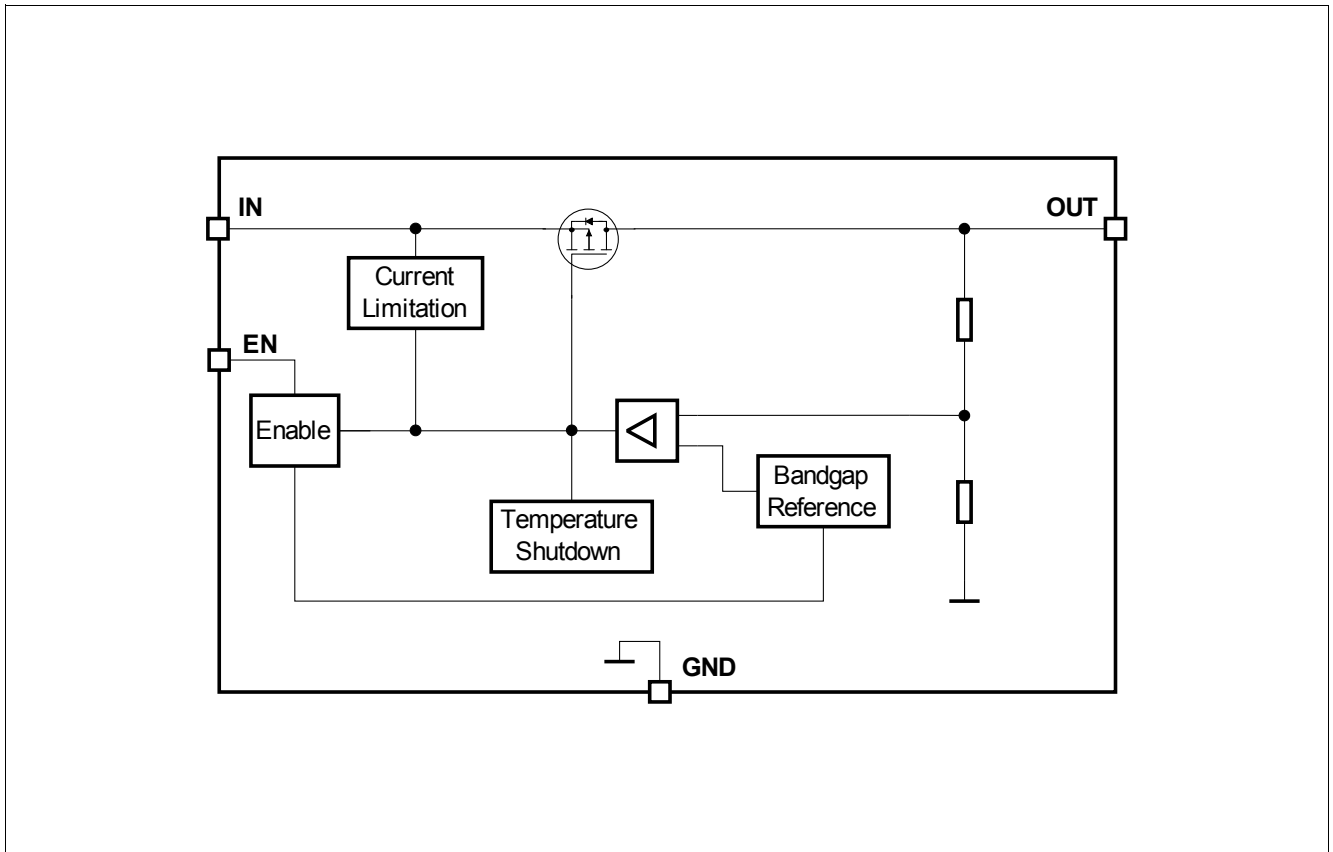 IN
OUT
Current
Limitation
EN
Enable
Bandgap
Reference
Temperature
Shutdown
GND